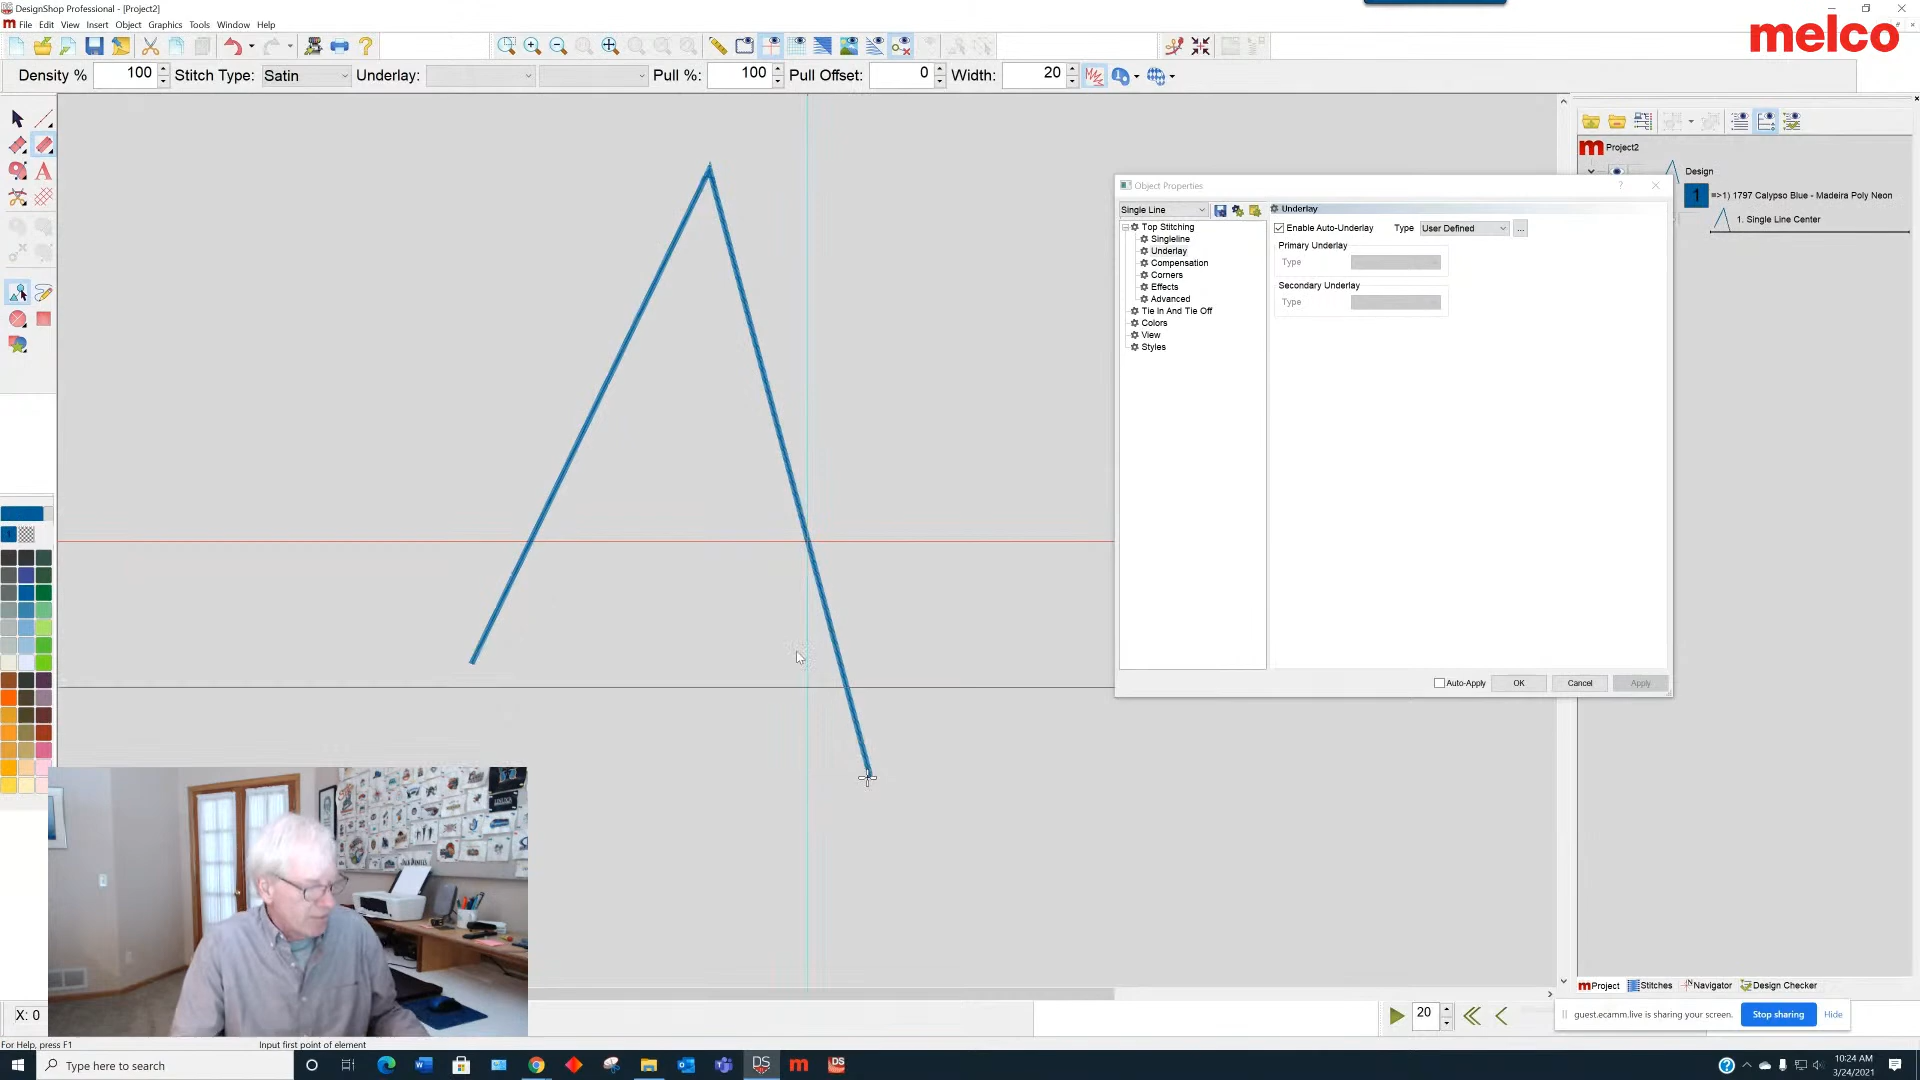 DesignShop Professional - [Project2]
File Edit View Insert Object Graphics Tools Window Help
melco
Density % 100 Stitch Type: Satin Underlay: Pull %: 100 Pull Offset: 0 Width: 20
Project2
Design
1 =>1) 1797 Calypso Blue - Madeira Poly Neon
1. Single Line Center
Object Properties
Single Line
Underlay
Top Stitching
Singleline
Underlay
Compensation
Corners
Effects
Advanced
Tie In And Tie Off
Colors
View
Styles
Enable Auto-Underlay Type User Defined ...
Primary Underlay
Type
Secondary Underlay
Type
Auto-Apply OK Cancel Apply
JACK DANIEL'S
Project Stitches Navigator Design Checker
X: 0
20
guest.ecamm.live is sharing your screen. Stop sharing Hide
For Help, press F1 Input first point of element
Type here to search
DS
DS
10:24 AM
3/24/2021